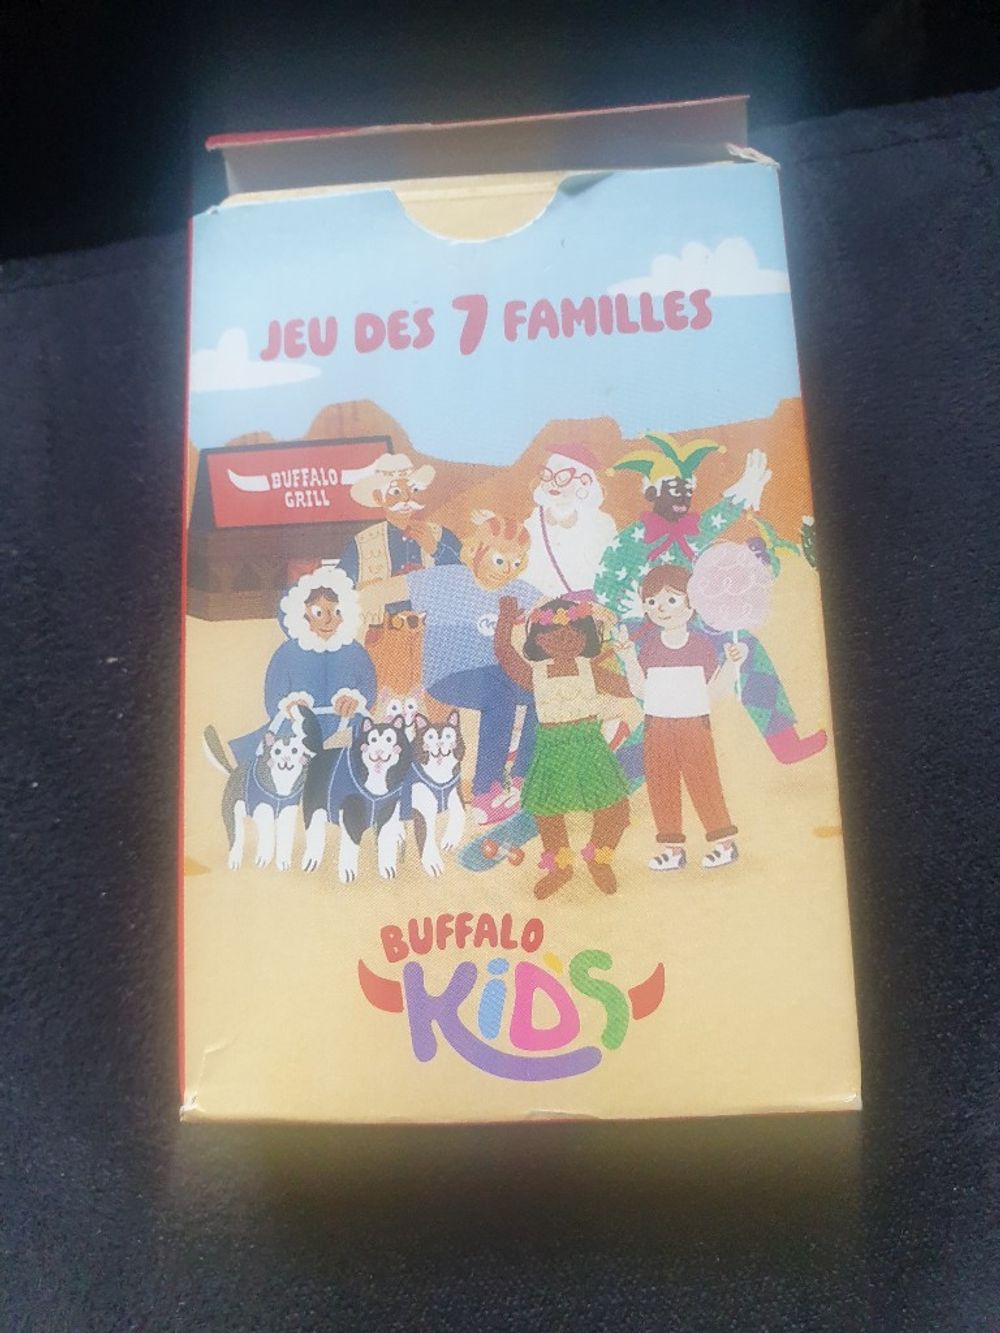 JEU DES 7 FAMILLES
BUFFALO
GRILL
BUFFALO
KIDS